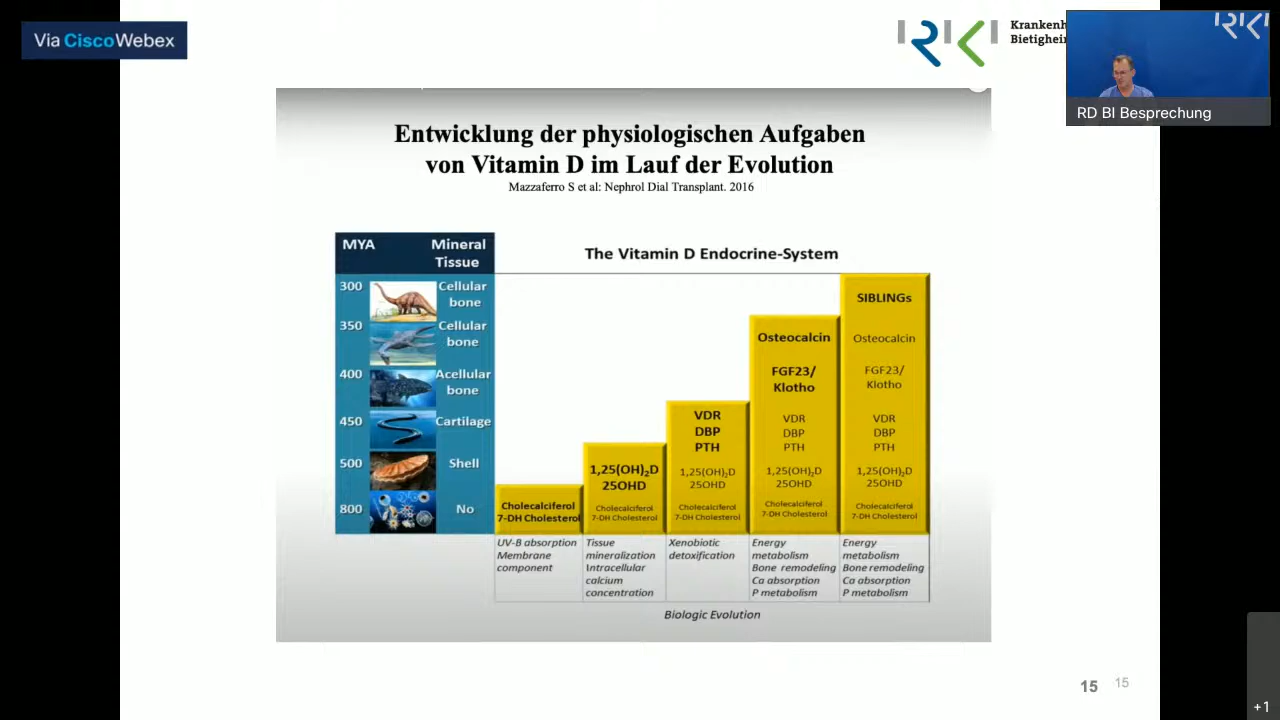 Via CiscoWebex
RKI
Krankenh
Bietigheim
RKI
RD BI Besprechung
Entwicklung der physiologischen Aufgaben
von Vitamin D im Lauf der Evolution
Mazzaferro S et al: Nephrol Dial Transplant. 2016
MYA
Mineral
Tissue
The Vitamin D Endocrine-System
300
Cellular
bone
350
Cellular
bone
400
Acellular
bone
450
Cartilage
500
Shell
800
No
Cholecalciferol
7-DH Cholesterol
UV-B absorption
Membrane
component
1,25(OH)₂D
25OHD
Cholecalciferol
7-DH Cholesterol
Tissue
mineralization
Intracellular
calcium
concentration
VDR
DBP
PTH
1,25(OH)₂D
25OHD
Cholecalciferol
7-DH Cholesterol
Xenobiotic
detoxification
Osteocalcin
FGF23/
Klotho
VDR
DBP
PTH
1,25(OH)₂D
25OHD
Cholecalciferol
7-DH Cholesterol
Energy
metabolism
Bone remodeling
Ca absorption
P metabolism
SIBLINGs
Osteocalcin
FGF23/
Klotho
VDR
DBP
PTH
1,25(OH)₂D
25OHD
Cholecalciferol
7-DH Cholesterol
Energy
metabolism
Bone remodeling
Ca absorption
P metabolism
Biologic Evolution
15
15
+1